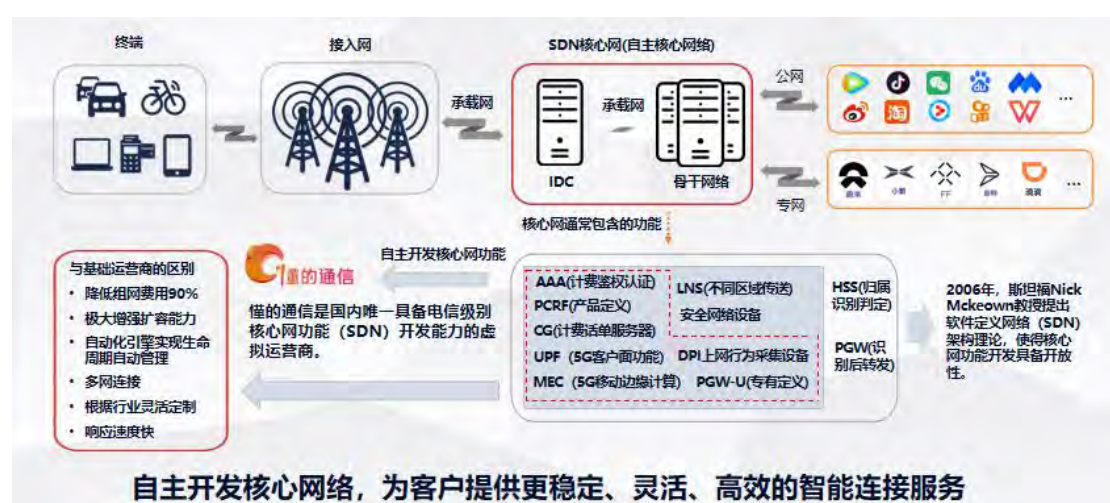 终端
接入网
SDN核心网(自主核心网络)
承载网
承载网
IDC
骨干网络
公网
专网
...
小鹏
FF
滴滴
...
核心网通常包含的功能
与基础运营商的区别
• 降低组网费用90%
• 极大增强扩容能力
• 自动化引擎实现生命
周期自动管理
• 多网连接
• 根据行业灵活定制
• 响应速度快
懂的通信
自主开发核心网功能
懂的通信是国内唯一具备电信级别
核心网功能（SDN）开发能力的虚
拟运营商。
AAA(计费鉴权认证)
PCRF(产品定义)
CG(计费话单服务器)
UPF（5G客户面功能）
MEC（5G移动边缘计算）
LNS(不同区域传送)
安全网络设备
DPI上网行为采集设备
PGW-U(专有定义)
HSS(归属
识别判定)
PGW(识
别后转发)
2006年，斯坦福Nick
Mckeown教授提出
软件定义网络（SDN）
架构理论，使得核心
网功能开发具备开放
性。
自主开发核心网络，为客户提供更稳定、灵活、高效的智能连接服务